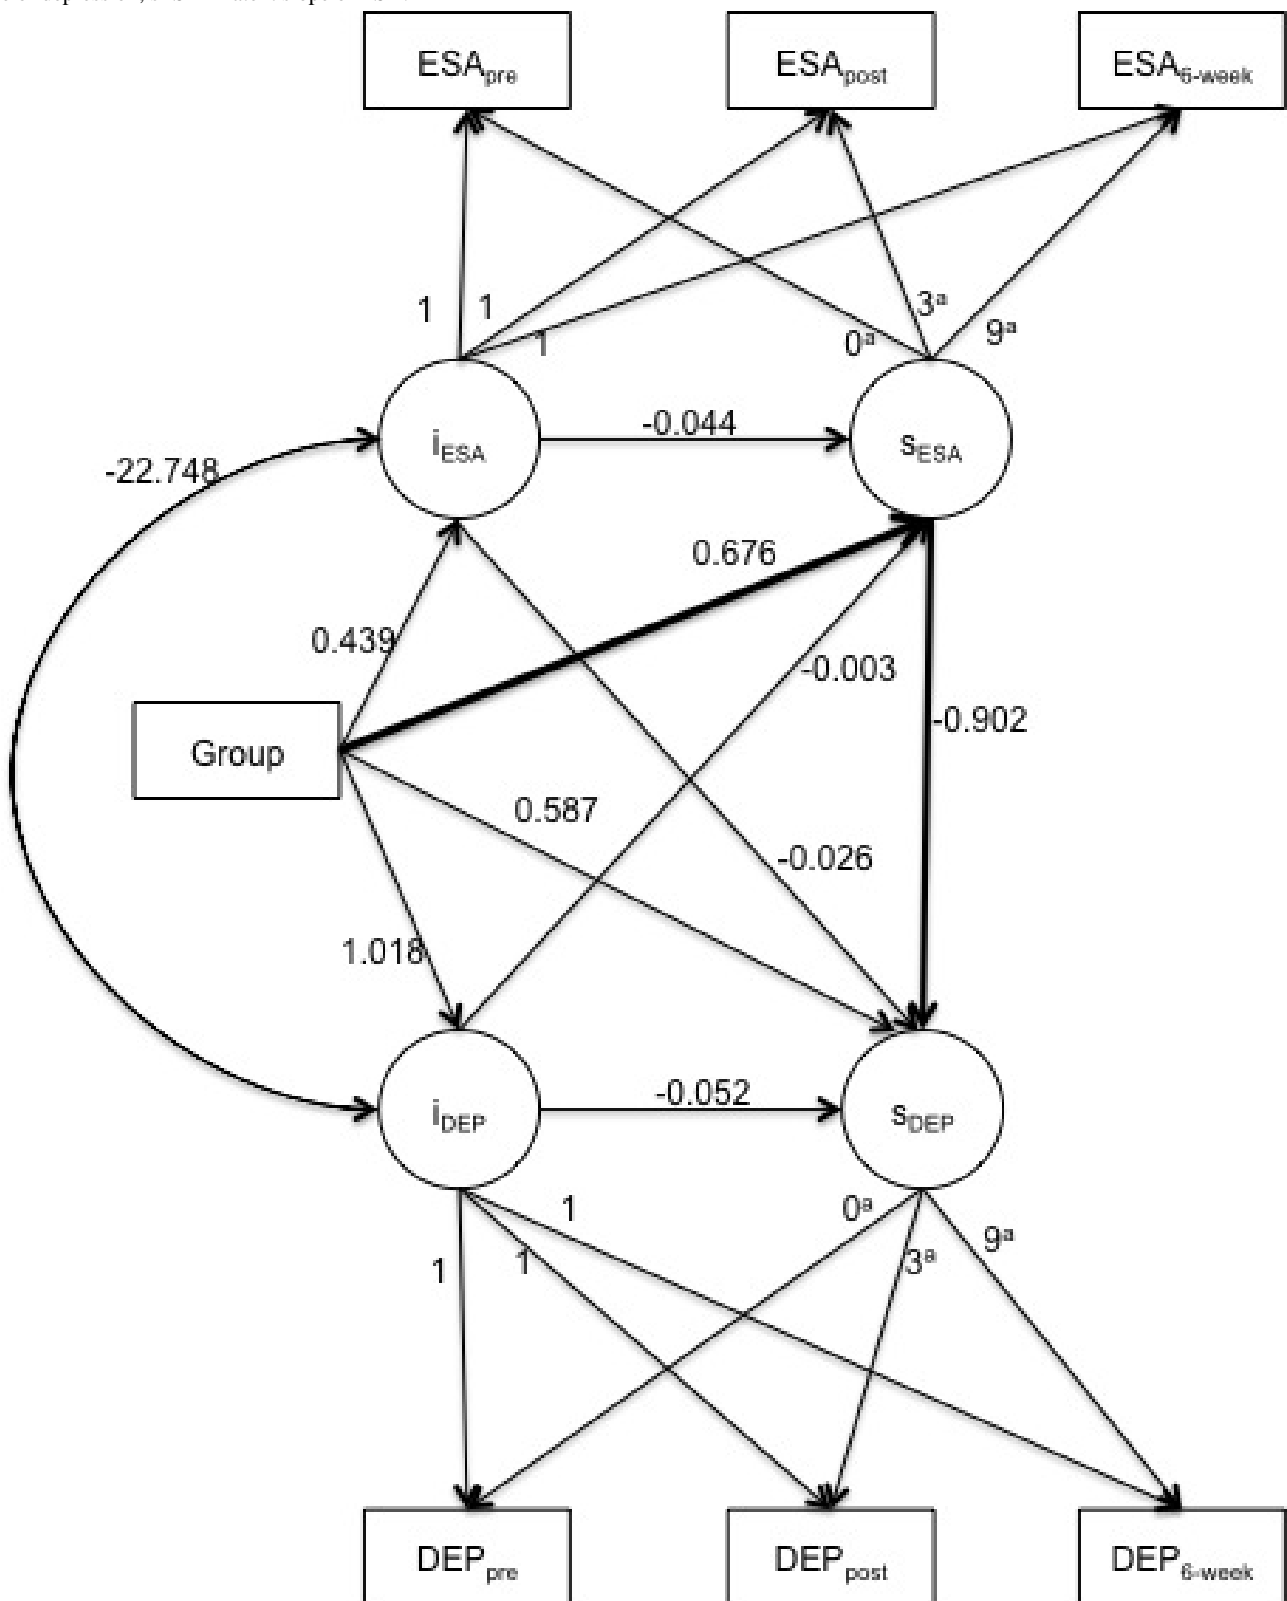 ESApre ESApost ESA6-week
1 1 1 0a 3a 9a
iESA -0.044 sESA
-22.748
0.676
0.439
-0.003
-0.902
Group
0.587
-0.026
1.018
iDEP -0.052 sDEP
1 1 1 0a 3a 9a
DEPpre DEPpost DEP6-week